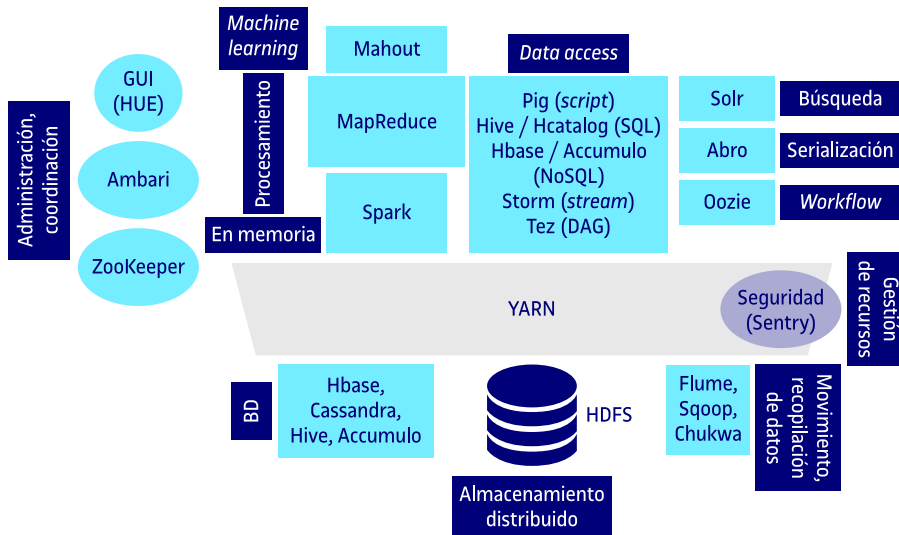 Machine
learning
Mahout
Data access
GUI
(HUE)
Administración,
coordinación
Procesamiento
MapReduce
Pig (script)
Hive / Hcatalog (SQL)
Hbase / Accumulo
(NoSQL)
Storm (stream)
Tez (DAG)
Solr
Búsqueda
Ambari
Abro
Serialización
Spark
Oozie
Workflow
En memoria
ZooKeeper
YARN
Seguridad
(Sentry)
Gestión
de recursos
BD
Hbase,
Cassandra,
Hive, Accumulo
HDFS
Flume,
Sqoop,
Chukwa
Movimiento,
recopilación
de datos
Almacenamiento
distribuido